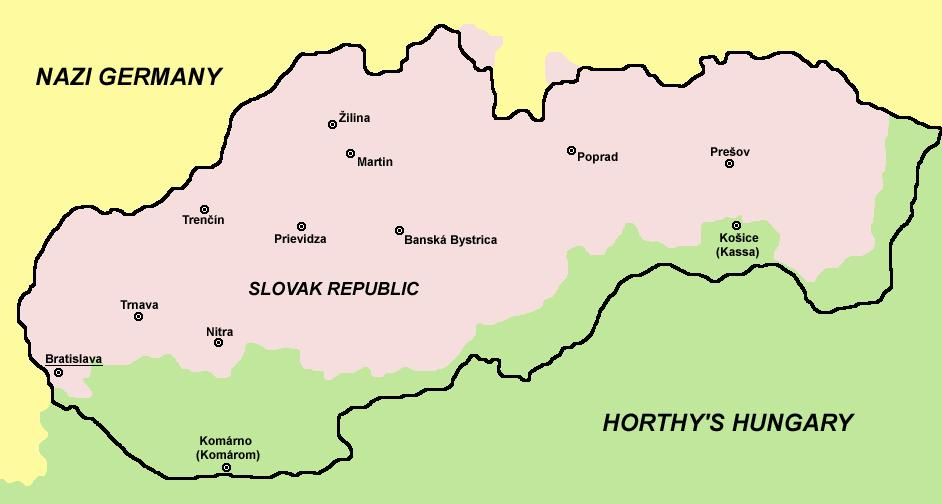 NAZI GERMANY
Žilina
Martin
Poprad
Prešov
Trenčín
Prievidza
Banská Bystrica
Košice
(Kassa)
SLOVAK REPUBLIC
Trnava
Nitra
Bratislava
HORTHY'S HUNGARY
Komárno
(Komárom)